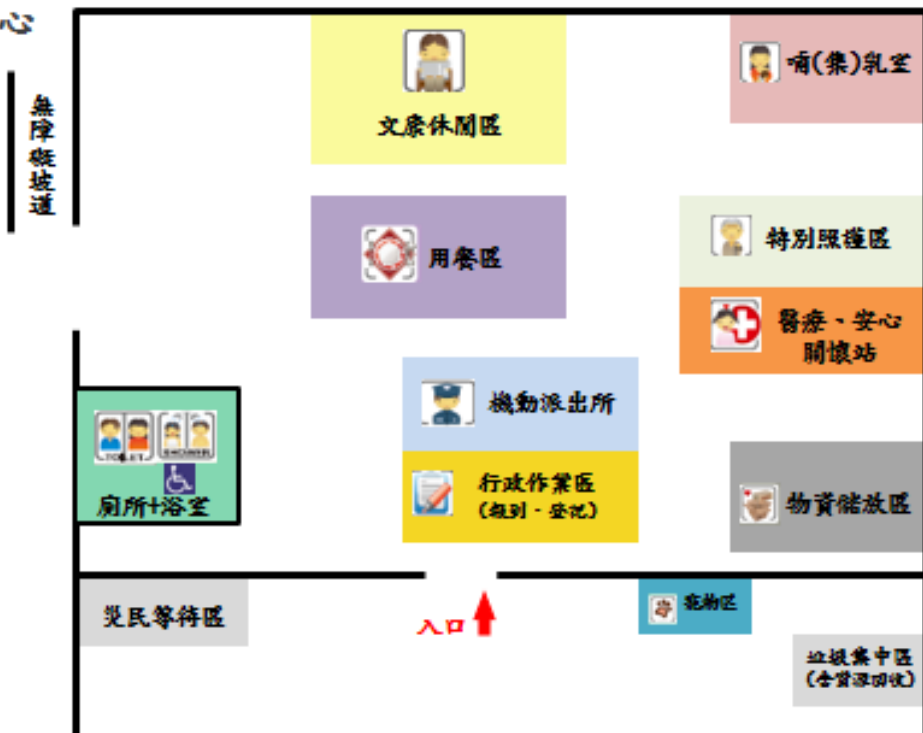 心
無障礙坡道
文康休閒區
哺(集)乳室
用餐區
特別照護區
醫療、安心
關懷站
機動派出所
行政作業區
(報到、登記)
TOILET
廁所+浴室
物資儲放區
災民等待區
入口
寵物區
垃圾集中區
(含資源回收)